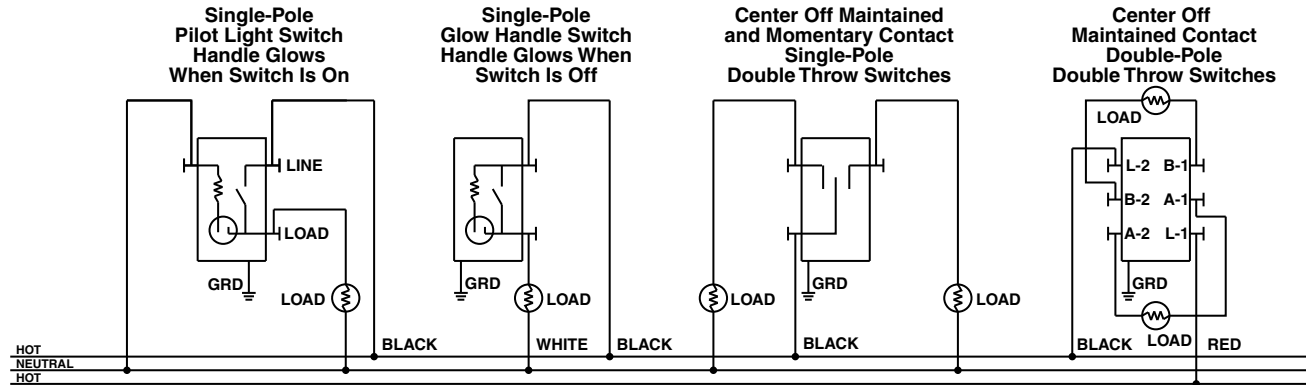 Single-Pole
Pilot Light Switch
Handle Glows
When Switch Is On
LINE
LOAD
GRD
LOAD
BLACK
Single-Pole
Glow Handle Switch
Handle Glows When
Switch Is Off
GRD
LOAD
WHITE
BLACK
Center Off Maintained
and Momentary Contact
Single-Pole
Double Throw Switches
GRD
LOAD
LOAD
BLACK
Center Off
Maintained Contact
Double-Pole
Double Throw Switches
LOAD
L-2 B-1
B-2 A-1
A-2 L-1
GRD
LOAD
BLACK
RED
HOT
NEUTRAL
HOT